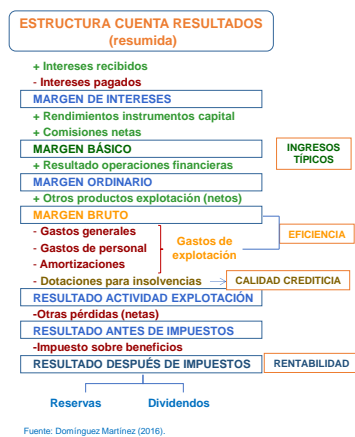 ESTRUCTURA CUENTA RESULTADOS
(resumida)
+ Intereses recibidos
- Intereses pagados
MARGEN DE INTERESES
+ Rendimientos instrumentos capital
+ Comisiones netas
MARGEN BÁSICO
INGRESOS
TÍPICOS
+ Resultado operaciones financieras
MARGEN ORDINARIO
+ Otros productos explotación (netos)
MARGEN BRUTO
- Gastos generales
- Gastos de personal
- Amortizaciones
Gastos de
explotación
EFICIENCIA
- Dotaciones para insolvencias
CALIDAD CREDITICIA
RESULTADO ACTIVIDAD EXPLOTACIÓN
-Otras pérdidas (netas)
RESULTADO ANTES DE IMPUESTOS
-Impuesto sobre beneficios
RESULTADO DESPUÉS DE IMPUESTOS
RENTABILIDAD
Reservas
Dividendos
Fuente: Domínguez Martínez (2016).